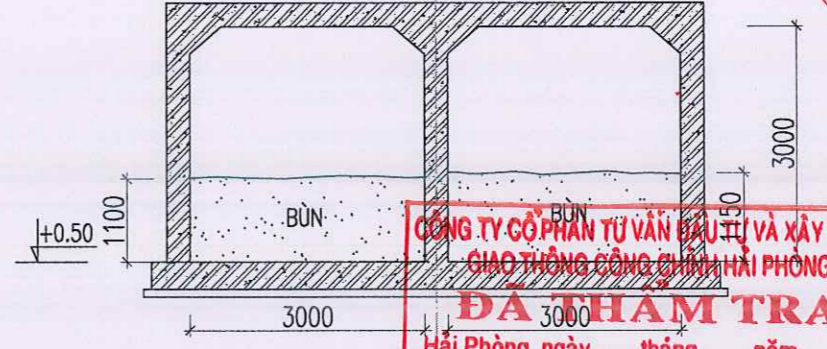 3000
BÙN
BÙN
1100
1150
+0.50
3000
3000
CÔNG TY CỔ PHẦN TƯ VẤN ĐẦU TƯ VÀ XÂY
GIAO THÔNG CÔNG CHÍNH HẢI PHÒNG
ĐÃ THẨM TRA
Hải Phòng, ngày tháng năm